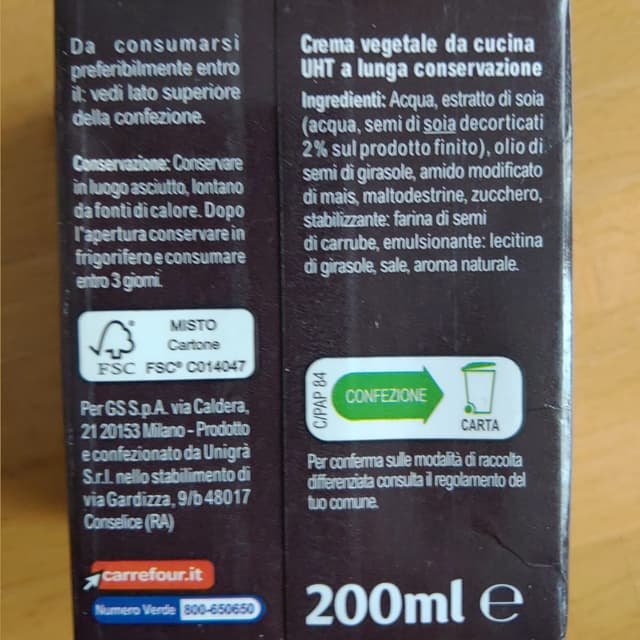 Da consumarsi
preferibilmente entro
il: vedi lato superiore
della confezione.
Conservazione: Conservare
in luogo asciutto, lontano
da fonti di calore. Dopo
l'apertura conservare in
frigorifero e consumare
entro 3 giorni.
MISTO
Cartone
FSC
FSC® C014047
Per GS S.p.A. via Caldera,
21 20153 Milano - Prodotto
e confezionato da Unigrà
S.r.l. nello stabilimento di
via Gardizza, 9/b 48017
Conselice (RA)
carrefour.it
Numero Verde 800-650650
Crema vegetale da cucina
UHT a lunga conservazione
Ingredienti: Acqua, estratto di soia
(acqua, semi di soia decorticati
2% sul prodotto finito), olio di
semi di girasole, amido modificato
di mais, maltodestrine, zucchero,
stabilizzante: farina di semi
di carrube, emulsionante: lecitina
di girasole, sale, aroma naturale.
C/PAP 84
CONFEZIONE
CARTA
Per conferma sulle modalità di raccolta
differenziata consulta il regolamento del
tuo comune.
200ml ℮